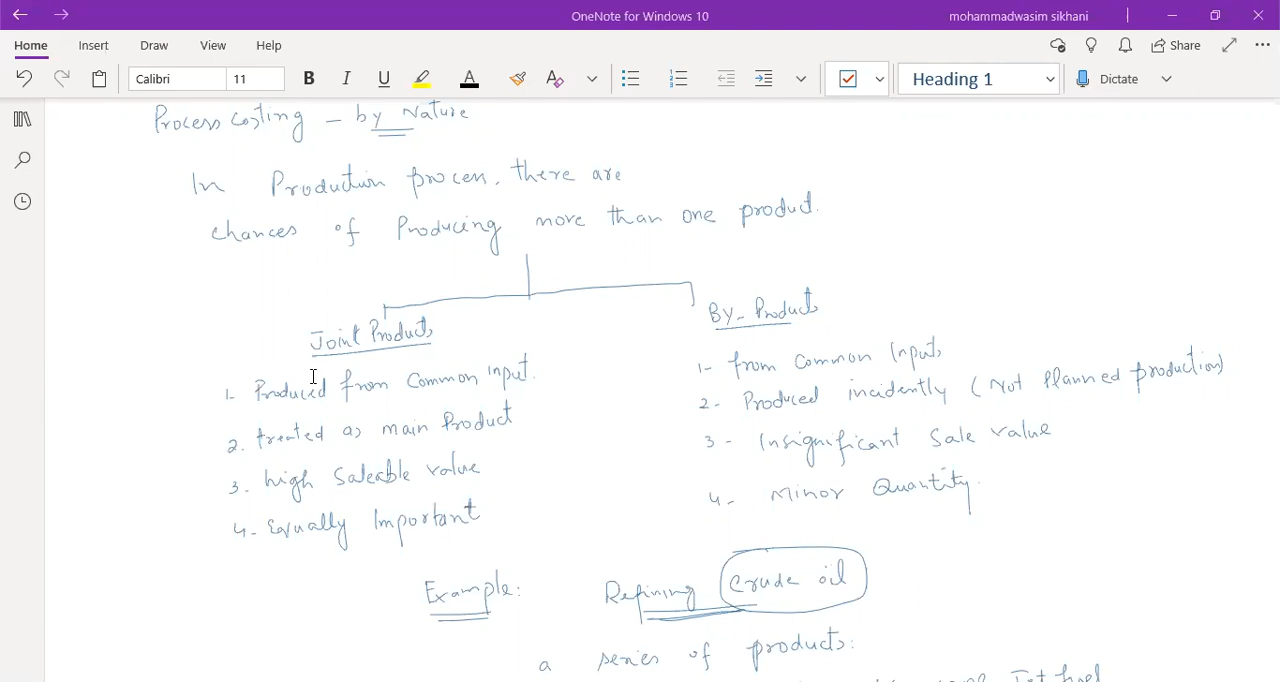 OneNote for Windows 10
mohammadwasim sikhani
Home Insert Draw View Help
Share
Calibri 11 B I U A A Heading 1 Dictate
Process Costing - by Nature
In Production process, there are
chances of Producing more than one product.
Joint Products
1- Produced from Common input.
2. treated as main Product
3. high Saleable value
4- Equally Important
By-Products
1- from Common Inputs
2- Produced incidently (Not Planned production)
3- Insignificant Sale value
4- Minor Quantity.
Example: Refining Crude oil
a series of products:
Jet fuel